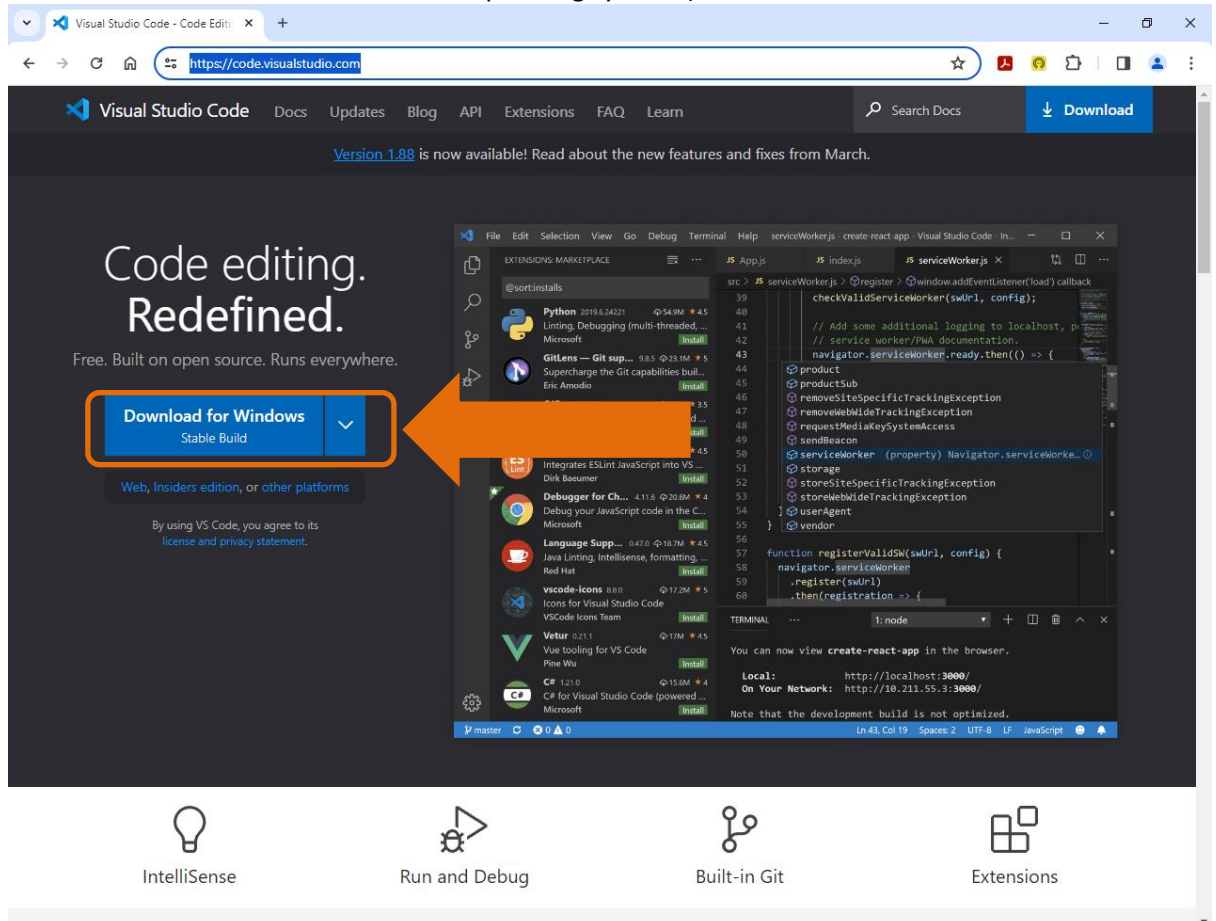 Visual Studio Code - Code Editi
https://code.visualstudio.com
Visual Studio Code Docs Updates Blog API Extensions FAQ Learn Search Docs Download
Version 1.88 is now available! Read about the new features and fixes from March.
Code editing.
Redefined.
Free. Built on open source. Runs everywhere.
Download for Windows
Stable Build
Web, Insiders edition, or other platforms
By using VS Code, you agree to its
license and privacy statement.
File Edit Selection View Go Debug Terminal Help serviceWorker.js - create-react-app - Visual Studio Code - In...
EXTENSIONS: MARKETPLACE
@sort:installs
Python 2019.6.24221 54.9M 4.5
Linting, Debugging (multi-threaded, ...
Microsoft Install
GitLens — Git sup... 9.8.5 23.1M 5
Supercharge the Git capabilities buil...
Eric Amodio Install
3.5
d ...
4.5
ES
Lint
Integrates ESLint JavaScript into VS ...
Dirk Baeumer Install
Debugger for Ch... 4.11.6 20.6M 4
Debug your JavaScript code in the C...
Microsoft Install
Language Supp... 0.47.0 18.7M 4.5
Java Linting, Intellisense, formatting, ...
Red Hat Install
vscode-icons 8.8.0 17.2M 5
Icons for Visual Studio Code
VSCode Icons Team Install
Vetur 0.21.1 17M 4.5
Vue tooling for VS Code
Pine Wu Install
C# C# 1.21.0 15.6M 4
C# for Visual Studio Code (powered ...
Microsoft Install
JS App.js JS index.js JS serviceWorker.js
src > JS serviceWorker.js > register > window.addEventListener('load') callback
39 checkValidServiceWorker(swUrl, config);
40
41 // Add some additional logging to localhost, p
42 // service worker/PWA documentation.
43 navigator.serviceWorker.ready.then(() => {
44 product
45 productSub
46 removeSiteSpecificTrackingException
47 removeWebWideTrackingException
48 requestMediaKeySystemAccess
49 sendBeacon
50 serviceWorker (property) Navigator.serviceWorke...
51 storage
52 storeSiteSpecificTrackingException
53 storeWebWideTrackingException
54 } userAgent
55 } vendor
56
57 function registerValidSW(swUrl, config) {
58 navigator.serviceWorker
59 .register(swUrl)
60 .then(registration => {
TERMINAL ... 1: node
You can now view create-react-app in the browser.
Local: http://localhost:3000/
On Your Network: http://10.211.55.3:3000/
Note that the development build is not optimized.
master 0 0 Ln 43, Col 19 Spaces: 2 UTF-8 LF JavaScript
IntelliSense
Run and Debug
Built-in Git
Extensions